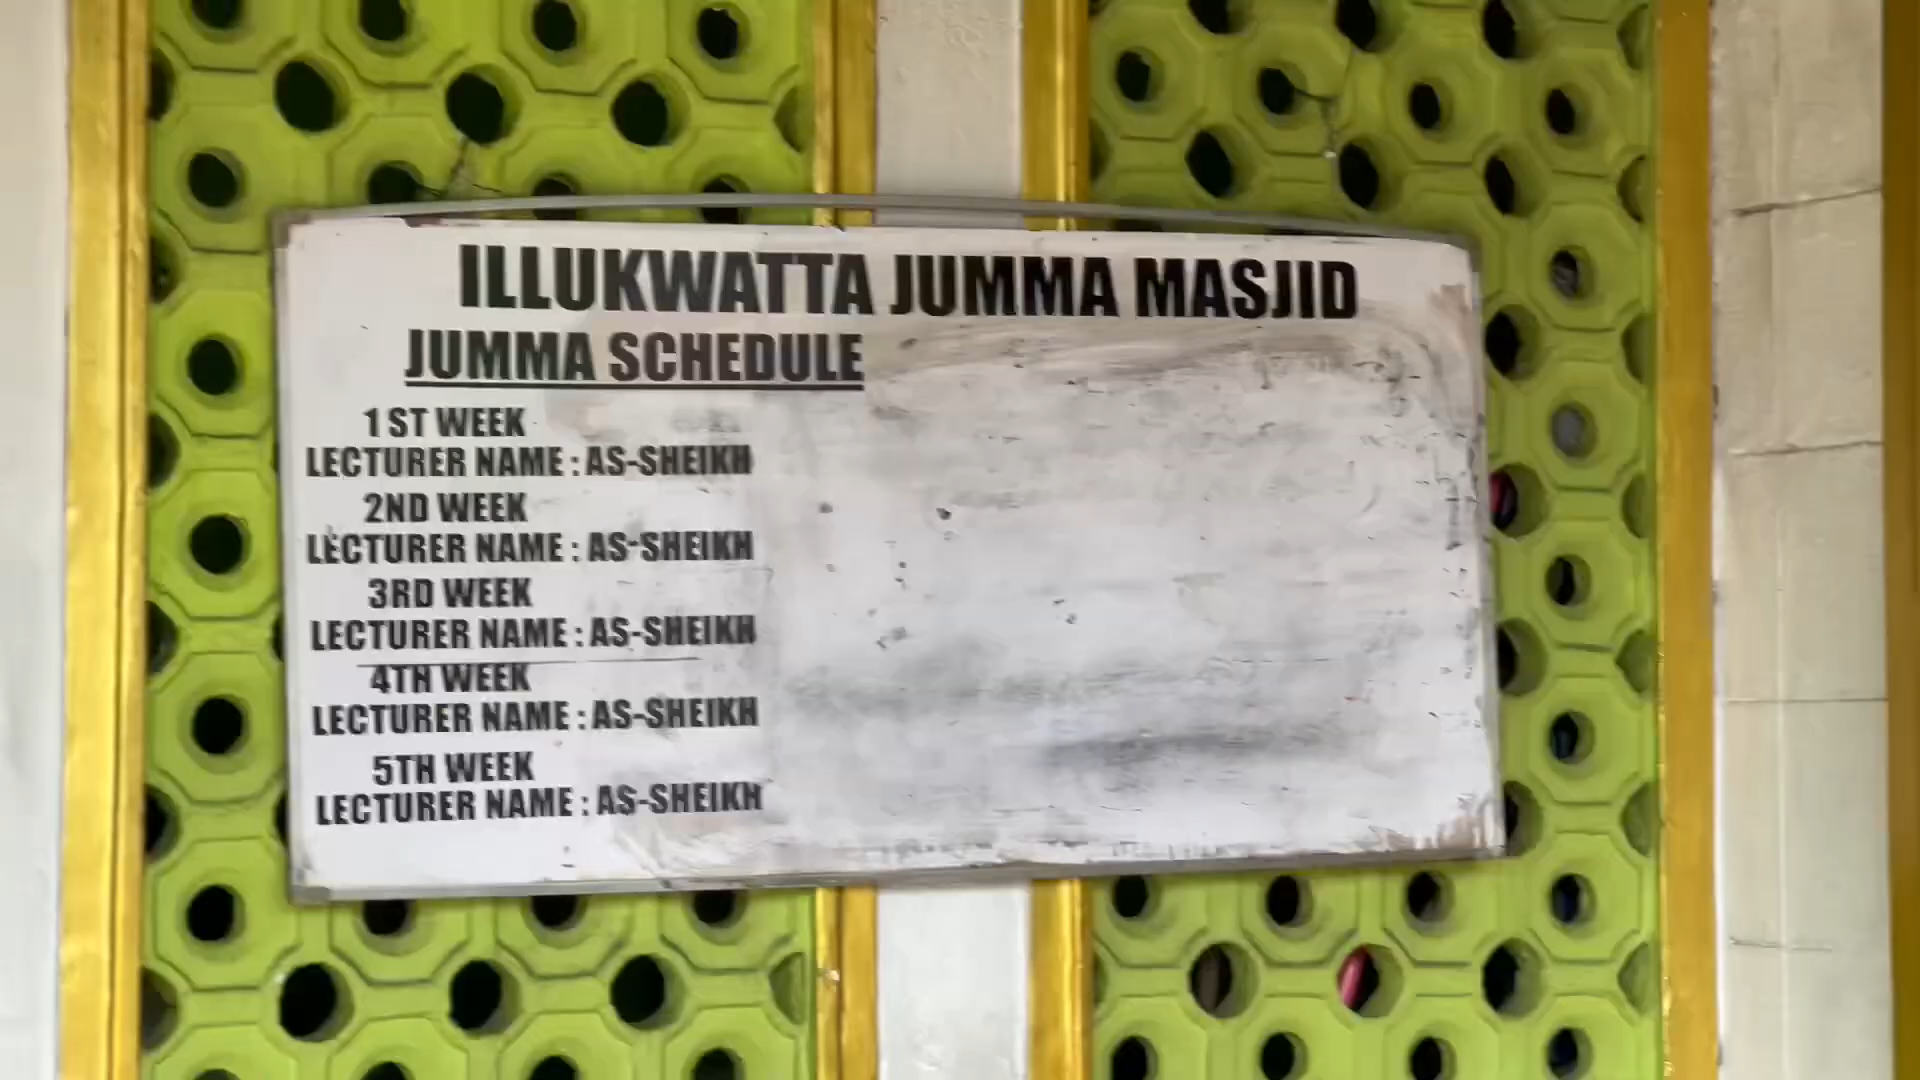 ILLUKWATTA JUMMA MASJID
JUMMA SCHEDULE
1 ST WEEK
LECTURER NAME : AS-SHEIKH
2ND WEEK
LECTURER NAME : AS-SHEIKH
3RD WEEK
LECTURER NAME : AS-SHEIKH
4TH WEEK
LECTURER NAME : AS-SHEIKH
5TH WEEK
LECTURER NAME : AS-SHEIKH